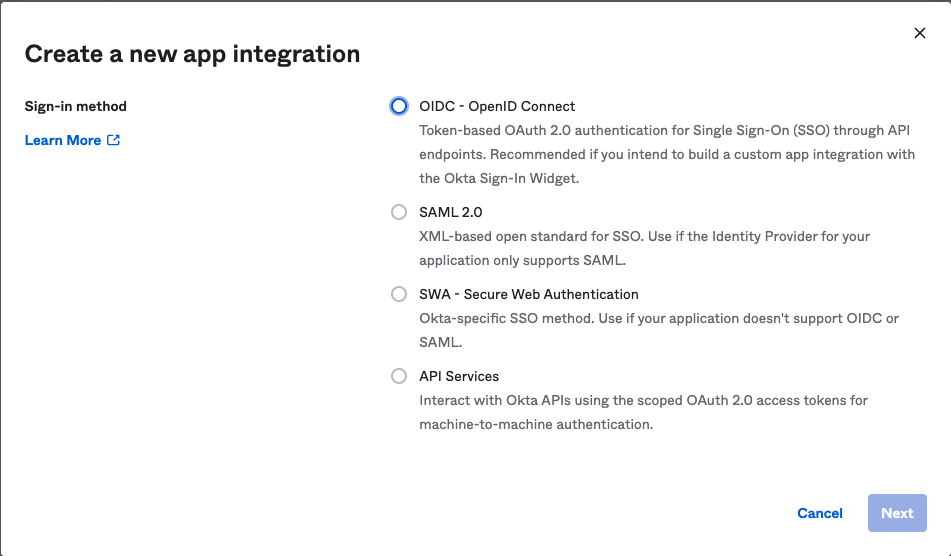 Create a new app integration
Sign-in method
Learn More
OIDC - OpenID Connect
Token-based OAuth 2.0 authentication for Single Sign-On (SSO) through API
endpoints. Recommended if you intend to build a custom app integration with
the Okta Sign-In Widget.
SAML 2.0
XML-based open standard for SSO. Use if the Identity Provider for your
application only supports SAML.
SWA - Secure Web Authentication
Okta-specific SSO method. Use if your application doesn't support OIDC or
SAML.
API Services
Interact with Okta APIs using the scoped OAuth 2.0 access tokens for
machine-to-machine authentication.
Cancel
Next